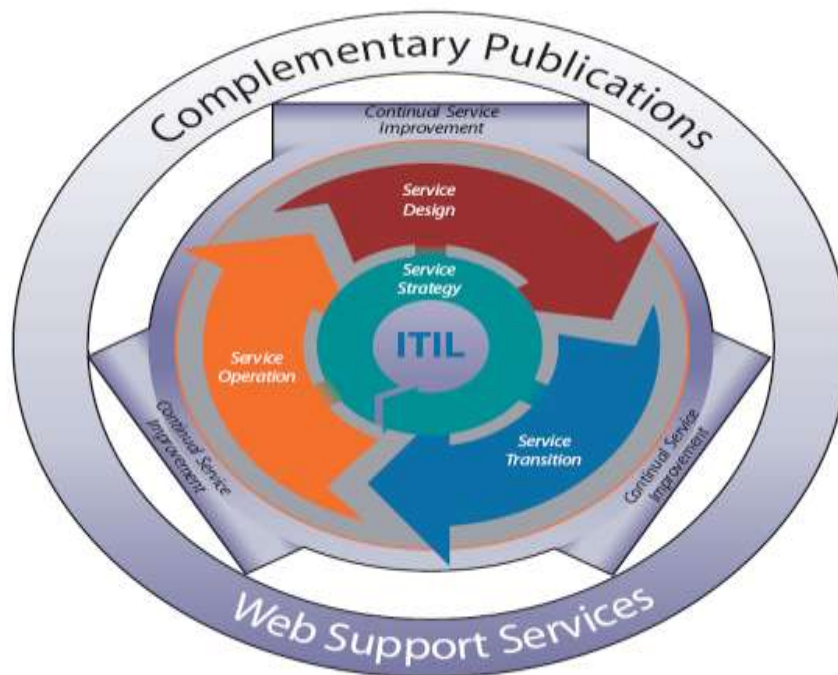 Complementary Publications
Continual Service
Improvement
Service
Design
Service
Strategy
ITIL
Service
Operation
Service
Transition
Continual Service
Improvement
Continual Service
Improvement
Web Support Services